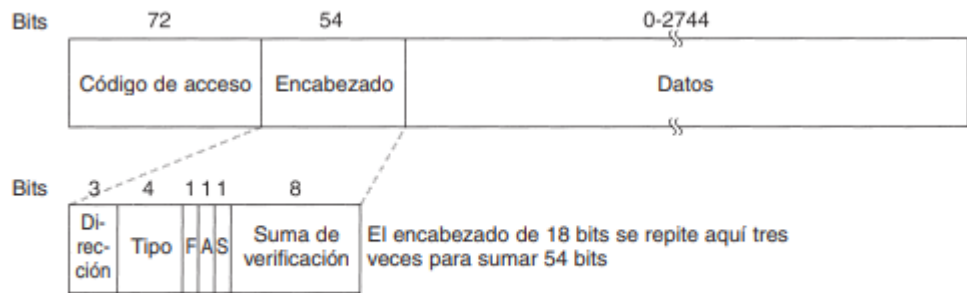 Bits 72 54 0-2744
Código de acceso Encabezado Datos
Bits 3 4 1 1 1 8
Di-
rec-
ción
Tipo F A S
Suma de
verificación
El encabezado de 18 bits se repite aquí tres
veces para sumar 54 bits